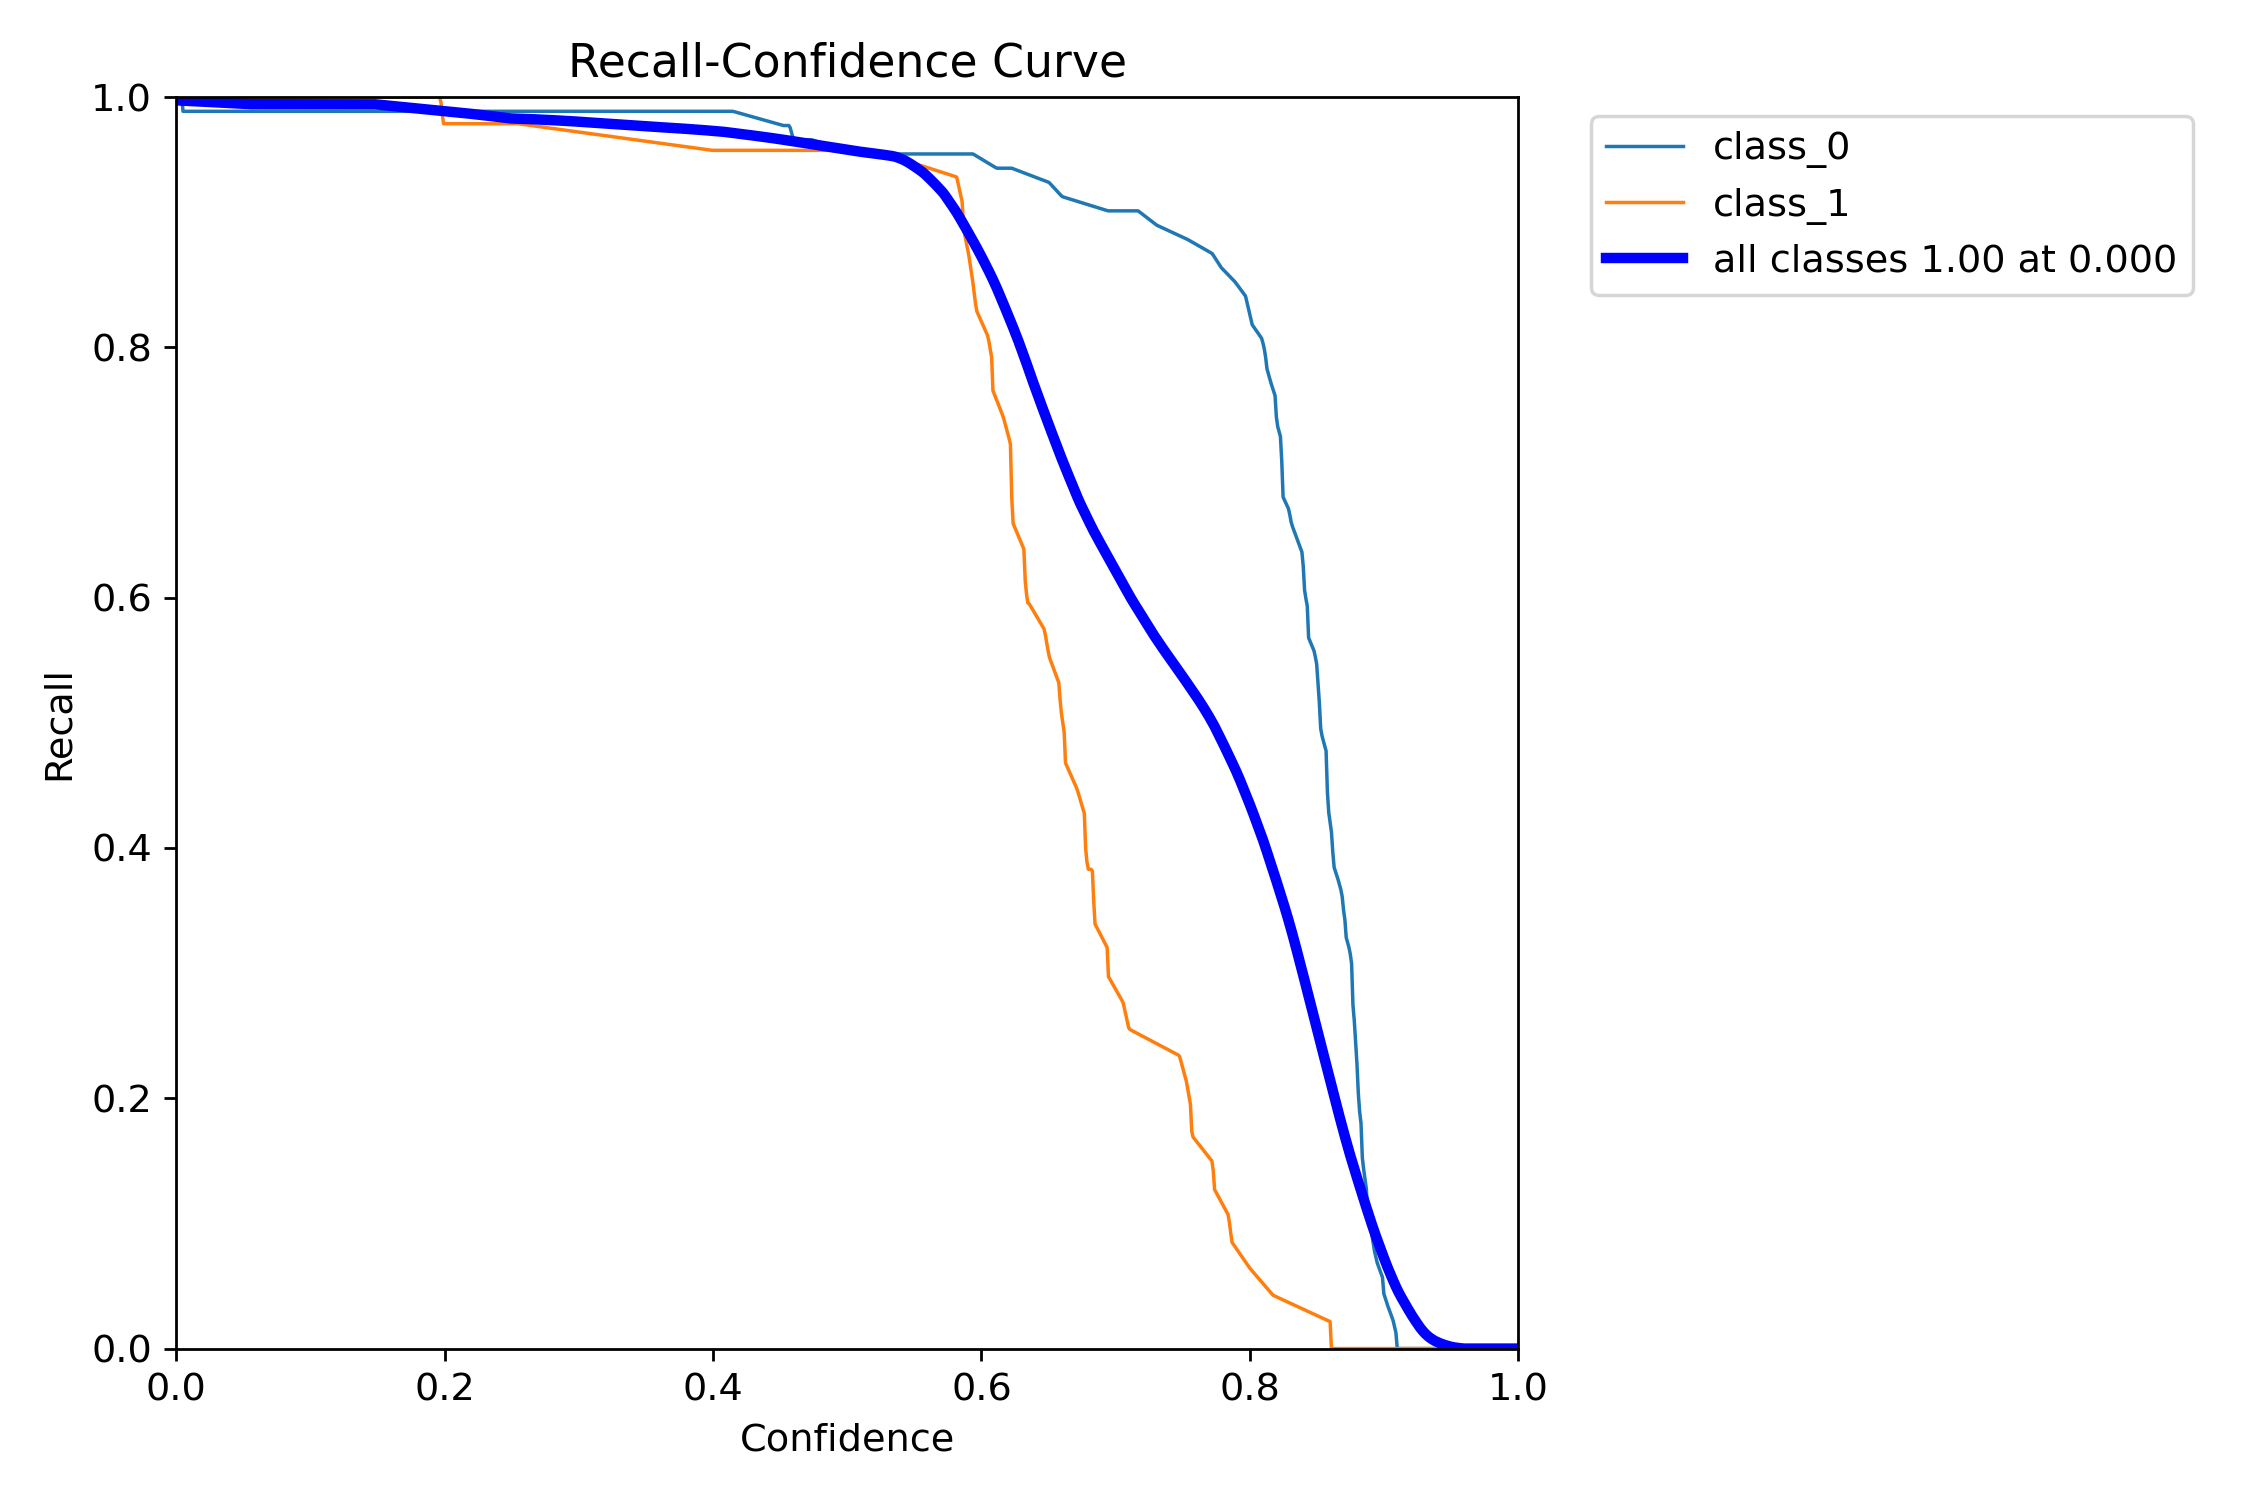 Recall-Confidence Curve
1.0
0.8
0.6
0.4
0.2
0.0
Recall
0.0 0.2 0.4 0.6 0.8 1.0
Confidence
class_0
class_1
all classes 1.00 at 0.000